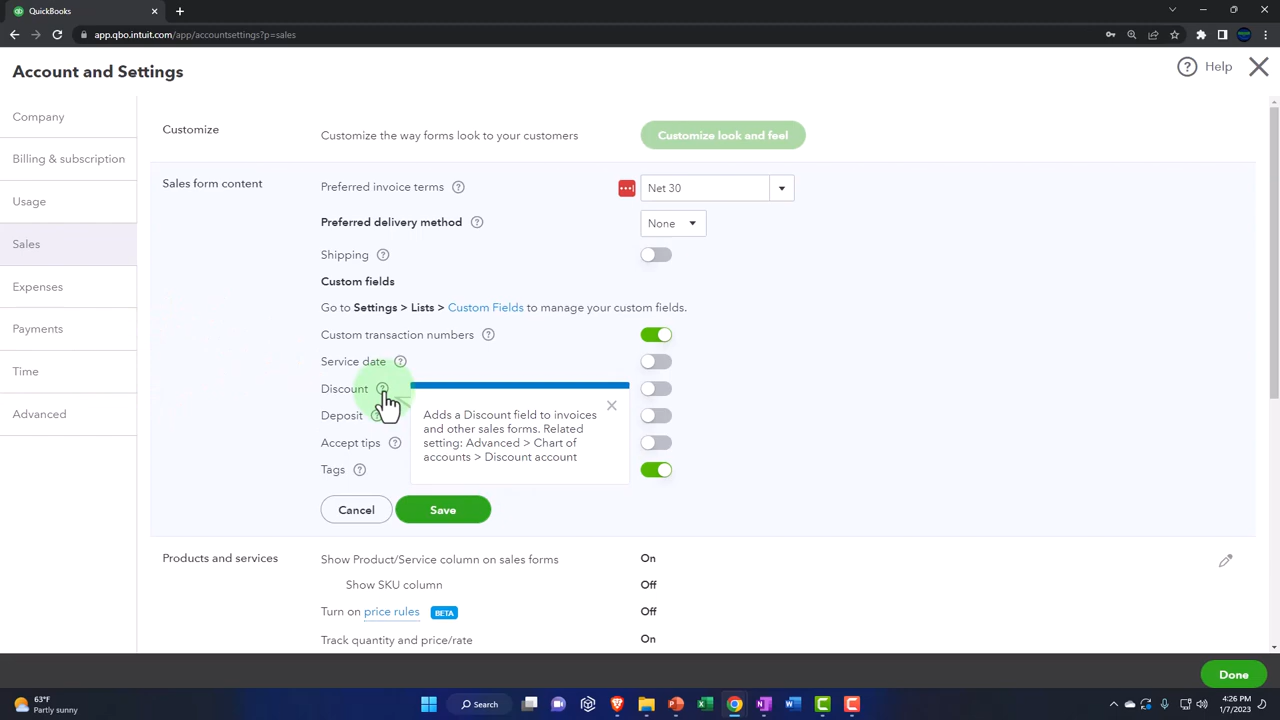 QuickBooks
app.qbo.intuit.com/app/accountsettings?p=sales
Account and Settings
Help
Company
Billing & subscription
Usage
Sales
Expenses
Payments
Time
Advanced
Customize
Customize the way forms look to your customers
Customize look and feel
Sales form content
Preferred invoice terms
Net 30
Preferred delivery method
None
Shipping
Custom fields
Go to Settings > Lists > Custom Fields to manage your custom fields.
Custom transaction numbers
Service date
Discount
Adds a Discount field to invoices
and other sales forms. Related
setting: Advanced > Chart of
accounts > Discount account
Deposit
Accept tips
Tags
Cancel
Save
Products and services
Show Product/Service column on sales forms
On
Show SKU column
Off
Turn on price rules BETA
Off
Track quantity and price/rate
On
Done
63°F
Partly sunny
Search
4:26 PM
1/7/2023